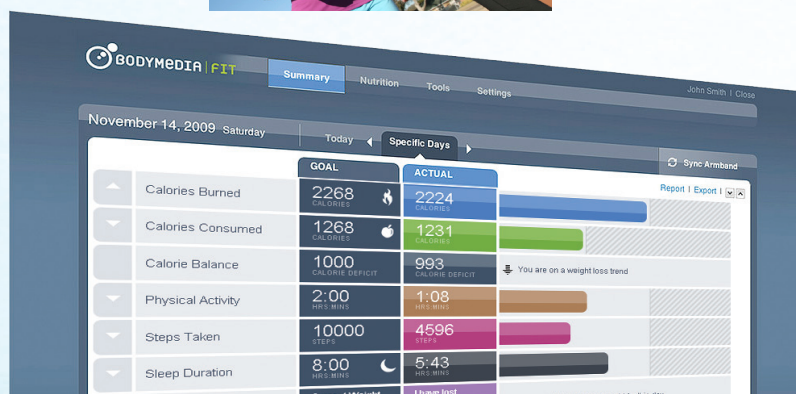 BODYMEDIA | FIT
Summary
Nutrition
Tools
Settings
John Smith | Close
November 14, 2009 Saturday
Today
Specific Days
Sync Armband
GOAL
ACTUAL
Report | Export |
Calories Burned
2268
CALORIES
2224
CALORIES
Calories Consumed
1268
CALORIES
1231
CALORIES
Calorie Balance
1000
CALORIE DEFICIT
993
CALORIE DEFICIT
You are on a weight loss trend
Physical Activity
2:00
HRS:MINS
1:08
HRS:MINS
Steps Taken
10000
STEPS
4596
STEPS
Sleep Duration
8:00
HRS:MINS
5:43
HRS:MINS
Weight
I have lost